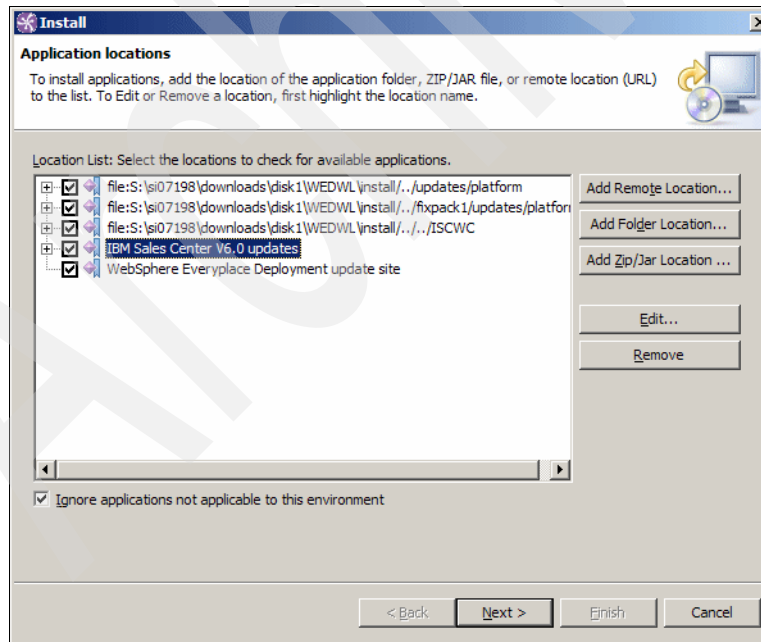 Install
Application locations
To install applications, add the location of the application folder, ZIP/JAR file, or remote location (URL)
to the list. To Edit or Remove a location, first highlight the location name.
Location List: Select the locations to check for available applications.
file:S:\si07198\downloads\disk1\WEDWL\install/../updates/platform
file:S:\si07198\downloads\disk1\WEDWL\install/../fixpack1/updates/platforr
file:S:\si07198\downloads\disk1\WEDWL\install/../../ISCWC
IBM Sales Center V6.0 updates
WebSphere Everyplace Deployment update site
Add Remote Location...
Add Folder Location...
Add Zip/Jar Location ...
Edit...
Remove
Ignore applications not applicable to this environment
< Back
Next >
Finish
Cancel